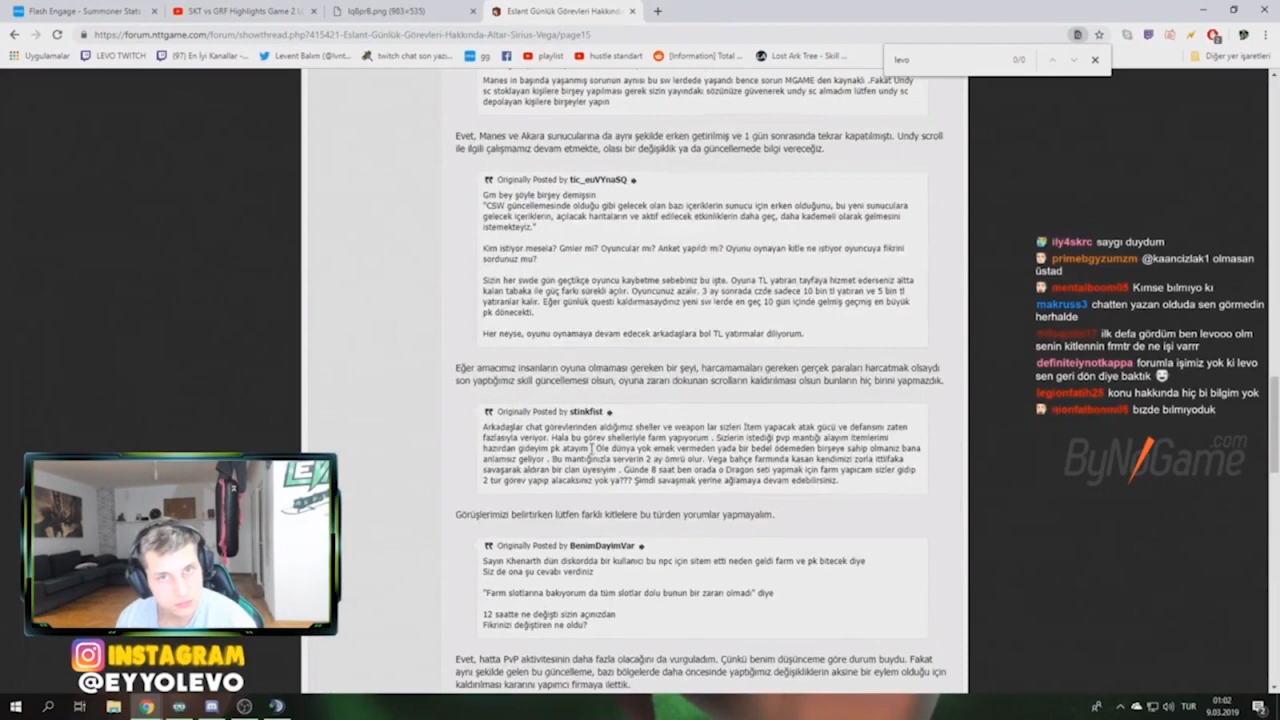 Flash Engage - Summoner Stats
SKT vs GRF Highlights Game 2 L
lq8pr8.png (983×535)
Eslant Günlük Görevleri Hakkında
https://forum.nttgame.com/forum/showthread.php?415421-Eslant-Günlük-Görevleri-Hakkında-Altar-Sirius-Vega/page15
Uygulamalar
LEVO TWITCH
(97) En İyi Kanallar -...
Levent Balım (@lvnt...
twitch chat son yazı...
gg
playlist
hustle standart
[Information] Total ...
Lost Ark Tree - Skill ...
Diğer yer işaretleri
levo
0/0
Manes in başında yaşanmış sorunun aynısı bu sw lerdede yaşandı bence sorun MGAME den kaynaklı .Fakat Undy
sc stoklayan kişilere birşey yapılması gerek sizin yayındaki sözünüze güvenerek undy sc almadım lütfen undy sc
depolayan kişilere birşeyler yapın
Evet, Manes ve Akara sunucularına da aynı şekilde erken getirilmiş ve 1 gün sonrasında tekrar kapatılmıştı. Undy scroll
ile ilgili çalışmamız devam etmekte, olası bir değişiklik ya da güncellemede bilgi vereceğiz.
Originally Posted by tic_euVYnaSQ
Gm bey şöyle birşey demişsin
"CSW güncellemesinde olduğu gibi gelecek olan bazı içeriklerin sunucu için erken olduğunu, bu yeni sunuculara
gelecek içeriklerin, açılacak haritaların ve aktif edilecek etkinliklerin daha geç, daha kademeli olarak gelmesini
istemekteyiz."
Kim istiyor mesela? Gmler mi? Oyuncular mı? Anket yapıldı mı? Oyunu oynayan kitle ne istiyor oyuncuya fikrini
sordunuz mu?
Sizin her swde gün geçtikçe oyuncu kaybetme sebebiniz bu işte. Oyuna TL yatıran tayfaya hizmet ederseniz altta
kalan tabaka ile güç farkı sürekli açılır. Oyuncunuz azalır. 3 ay sonrada czde sadece 10 bin tl yatıran ve 5 bin tl
yatıranlar kalır. Eğer günlük questi kaldırmasaydınız yeni sw lerde en geç 10 gün içinde gelmiş geçmiş en büyük
pk dönecekti.
Her neyse, oyunu oynamaya devam edecek arkadaşlara bol TL yatırmalar diliyorum.
Eğer amacımız insanların oyuna olmaması gereken bir şeyi, harcamamaları gereken gerçek paraları harcatmak olsaydı
son yaptığımız skill güncellemesi olsun, oyuna zararı dokunan scrolların kaldırılması olsun bunların hiç birini yapmazdık.
Originally Posted by stinkfist
Arkadaşlar chat görevlerinden aldığımız sheller ve weapon lar sizleri İtem yapacak atak gücü ve defansını zaten
fazlasıyla veriyor. Hala bu görev shelleriyle farm yapıyorum . Sizlerin istediği pvp mantığı alayım itemlerimi
hazırdan gideyim pk atayım Öle dünya yok emek vermeden yada bir bedel ödemeden birşeye sahip olmanız bana
anlamsız geliyor . Bu mantığınızla serverin 2 ay ömrü olur. Vega bahçe farmında kasan kendimizi zorla ittifaka
savaşarak aldıran bir clan üyesiyim . Günde 8 saat ben orada o Dragon seti yapmak için farm yapıcam sizler gidip
2 tur görev yapıp alacaksınız yok ya??? Şimdi savaşmak yerine ağlamaya devam edebilirsiniz.
Görüşlerimizi belirtirken lütfen farklı kitlelere bu türden yorumlar yapmayalım.
Originally Posted by BenimDayimVar
Sayın Khenarth dün diskordda bir kullanıcı bu npc için sitem etti neden geldi farm ve pk bitecek diye
Siz de ona şu cevabı verdiniz
"Farm slotlarına bakıyorum da tüm slotlar dolu bunun bir zararı olmadı" diye
12 saatte ne değişti sizin açınızdan
Fikrinizi değiştiren ne oldu?
Evet, hatta PvP aktivitesinin daha fazla olacağını da vurguladım. Çünkü benim düşünceme göre durum buydu. Fakat
aynı şekilde gelen bu güncelleme, bazı bölgelerde daha öncesinde yaptığımız değişikliklerin aksine bir eylem olduğu için
kaldırılması kararını yapımcı firmaya ilettik.
ily4skrc saygı duydum
primebgyzumzm @kaancizlak1 olmasan
üstad
mentalboom05 Kimse bılmıyo kı
makruss3 chatten yazan olduda sen görmedin
herhalde
ilk defa gördüm ben levooo olm
senin kitlennin frmtr de ne işi varrr
definiteiynotkappa forumla işimiz yok ki levo
sen geri dön diye baktık
legionfatih25 konu hakkında hiç bi bilgim yok
bızde bılmıyoduk
ByNoGame.com
INSTAGRAM
@EYYOLEVO
TUR
01:02
9.03.2019